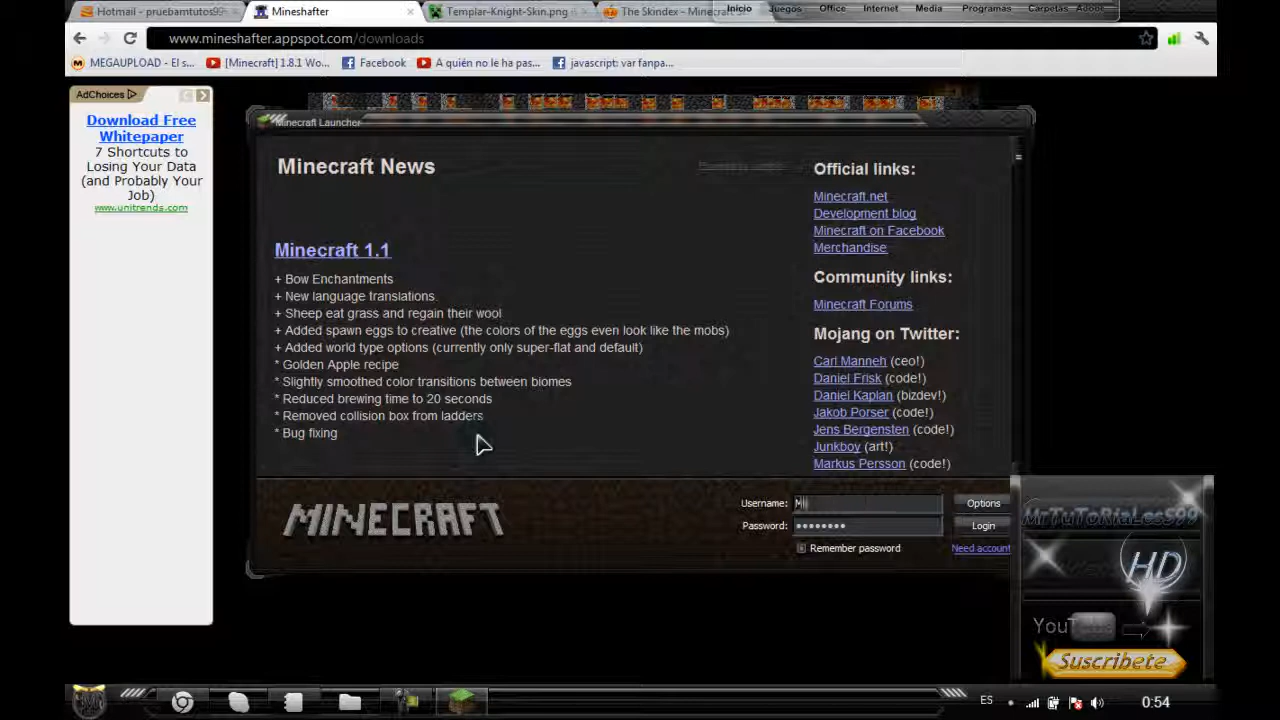 Hotmail - pruebamtutos99
Mineshafter
Templar-Knight-Skin.png
The Skindex - Minecraft S
Inicio
Juegos
Office
Internet
Media
Programas
Carpetas
Adobe
www.mineshafter.appspot.com/downloads
MEGAUPLOAD - El s...
[Minecraft] 1.8.1 Wo...
Facebook
A quién no le ha pas...
javascript: var fanpa...
AdChoices
Download Free
Whitepaper
7 Shortcuts to
Losing Your Data
(and Probably Your
Job)
www.unitrends.com
Minecraft Launcher
Minecraft News
Minecraft 1.1
+ Bow Enchantments
+ New language translations.
+ Sheep eat grass and regain their wool
+ Added spawn eggs to creative (the colors of the eggs even look like the mobs)
+ Added world type options (currently only super-flat and default)
* Golden Apple recipe
* Slightly smoothed color transitions between biomes
* Reduced brewing time to 20 seconds
* Removed collision box from ladders
* Bug fixing
Official links:
Minecraft.net
Development blog
Minecraft on Facebook
Merchandise
Community links:
Minecraft Forums
Mojang on Twitter:
Carl Manneh (ceo!)
Daniel Frisk (code!)
Daniel Kaplan (bizdev!)
Jakob Porser (code!)
Jens Bergensten (code!)
Junkboy (art!)
Markus Persson (code!)
MINECRAFT
Username:
Options
Password: ••••••••
Login
Remember password
Need account
MrTuToRiaLesS99
HD
YouTube
Suscribete
ES
0:54